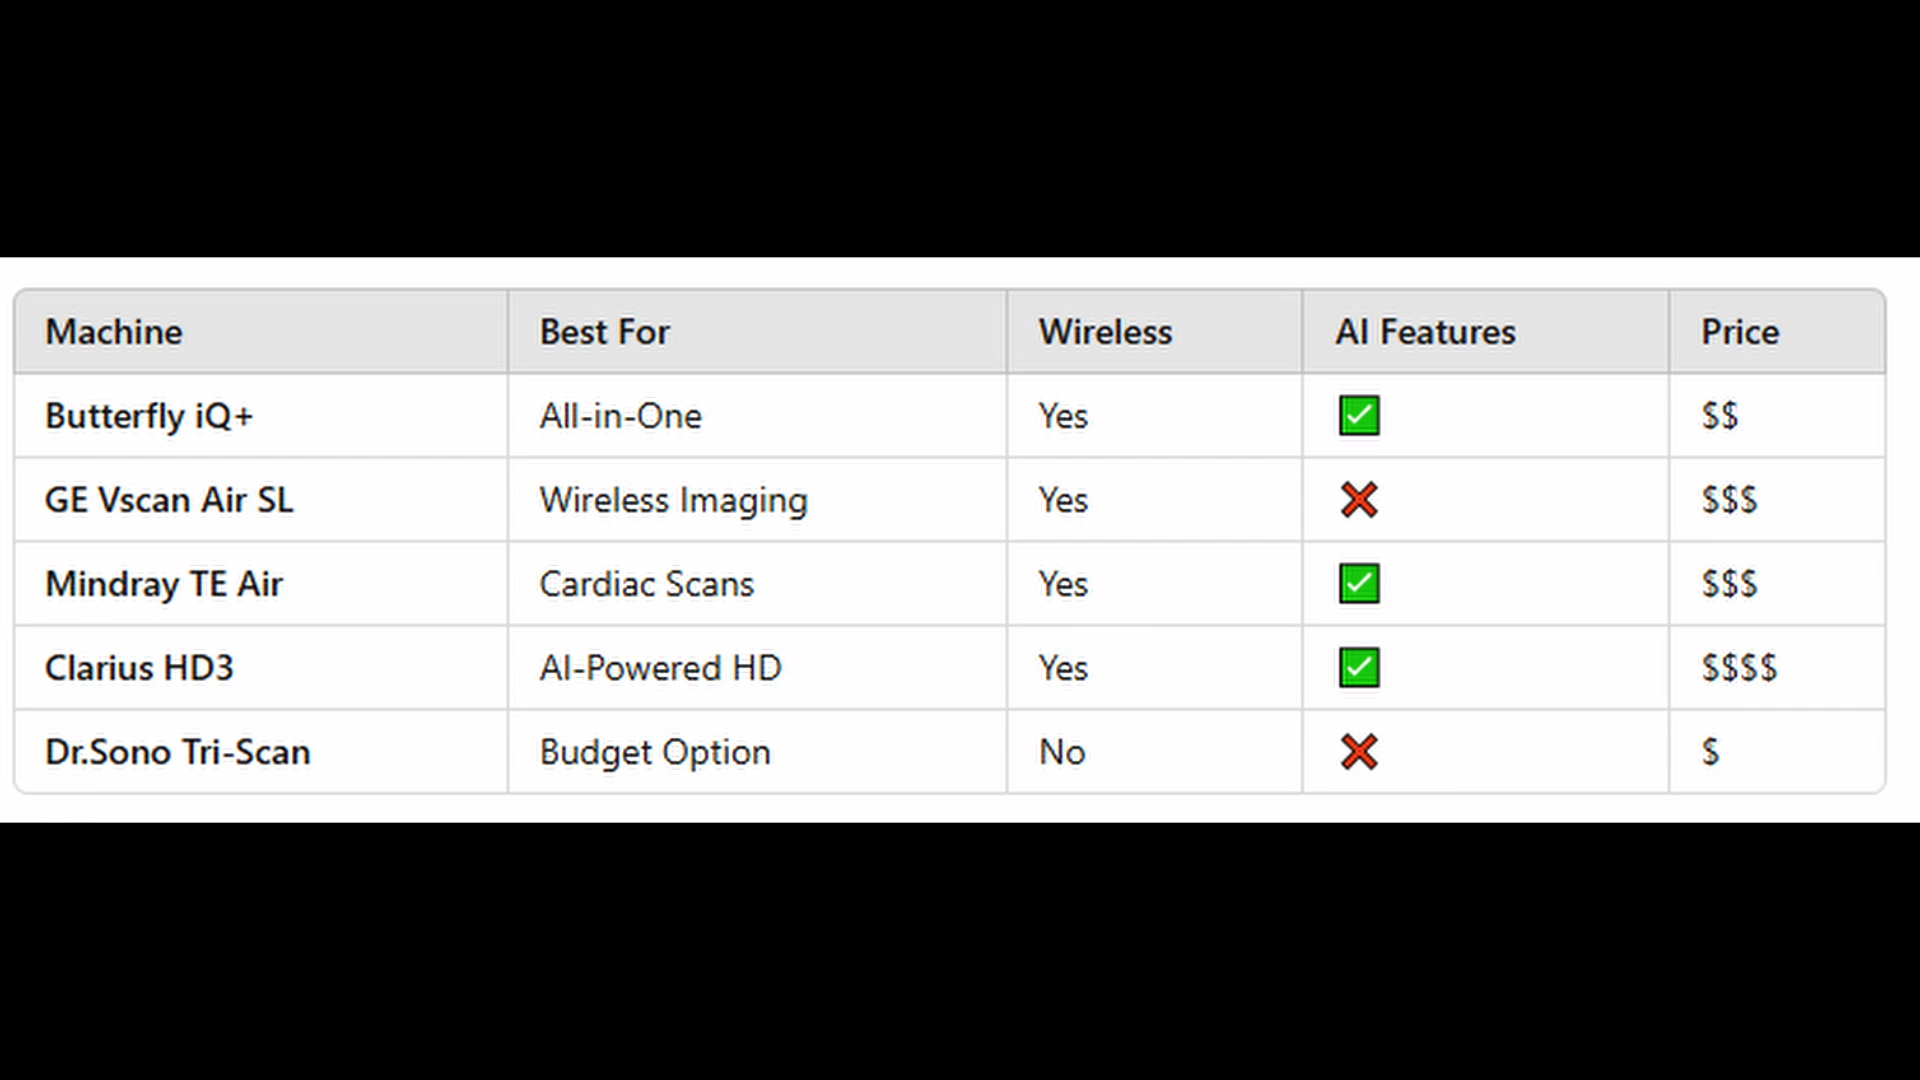 Machine Best For Wireless AI Features Price
Butterfly iQ+ All-in-One Yes ✅ $$
GE Vscan Air SL Wireless Imaging Yes ❌ $$$
Mindray TE Air Cardiac Scans Yes ✅ $$$
Clarius HD3 AI-Powered HD Yes ✅ $$$$
Dr.Sono Tri-Scan Budget Option No ❌ $